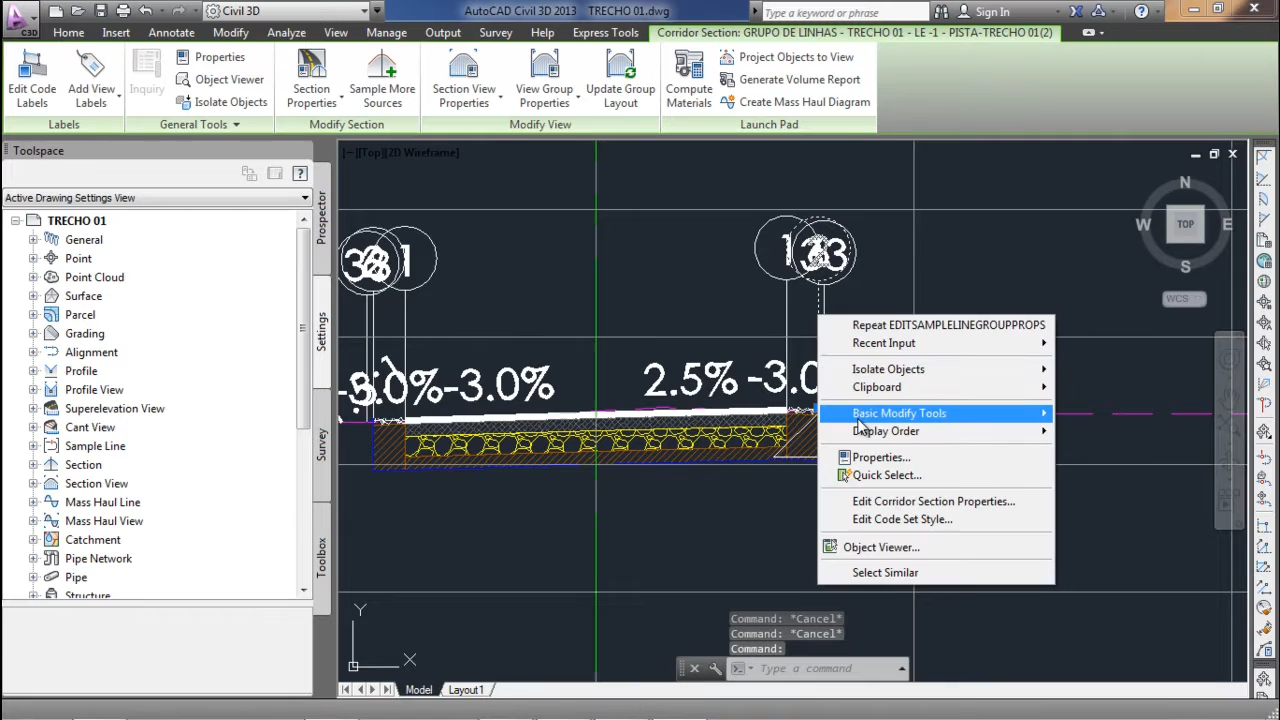 Civil 3D
AutoCAD Civil 3D 2013 TRECHO 01.dwg
Type a keyword or phrase
Sign In
C3D
Home Insert Annotate Modify Analyze View Manage Output Survey Help Express Tools
Corridor Section: GRUPO DE LINHAS - TRECHO 01 - LE -1 - PISTA-TRECHO 01(2)
Edit Code Labels
Add View Labels
Inquiry
Properties
Object Viewer
Isolate Objects
Section Properties
Sample More Sources
Section View Properties
View Group Properties
Update Group Layout
Compute Materials
Project Objects to View
Generate Volume Report
Create Mass Haul Diagram
Labels
General Tools
Modify Section
Modify View
Launch Pad
Toolspace
Active Drawing Settings View
TRECHO 01
General
Point
Point Cloud
Surface
Parcel
Grading
Alignment
Profile
Profile View
Superelevation View
Cant View
Sample Line
Section
Section View
Mass Haul Line
Mass Haul View
Catchment
Pipe Network
Pipe
Structure
Prospector
Settings
Survey
Toolbox
[−][Top][2D Wireframe]
N
W
TOP
E
S
WCS
-3.0%
2.5%
-3.0
Repeat EDITSAMPLELINEGROUPPROPS
Recent Input
Isolate Objects
Clipboard
Basic Modify Tools
Display Order
Properties...
Quick Select...
Edit Corridor Section Properties...
Edit Code Set Style...
Object Viewer...
Select Similar
Y
X
Command: *Cancel*
Command: *Cancel*
Command:
Type a command
Model
Layout1